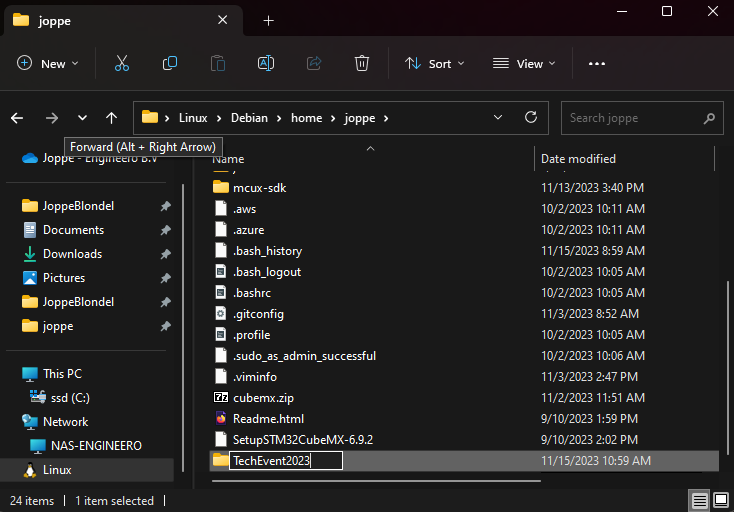 joppe
New
Sort
View
Linux
Debian
home
joppe
Search joppe
Forward (Alt + Right Arrow)
Joppe - Engineero B.V
JoppeBlondel
Documents
Downloads
Pictures
JoppeBlondel
joppe
This PC
ssd (C:)
Network
NAS-ENGINEERO
Linux
Name Date modified
mcux-sdk 11/13/2023 3:40 PM
.aws 10/2/2023 10:11 AM
.azure 10/2/2023 10:11 AM
.bash_history 11/15/2023 8:59 AM
.bash_logout 10/2/2023 10:05 AM
.bashrc 10/2/2023 10:05 AM
.gitconfig 11/3/2023 8:52 AM
.profile 10/2/2023 10:05 AM
.sudo_as_admin_successful 10/2/2023 10:06 AM
.viminfo 11/3/2023 2:47 PM
cubemx.zip 11/2/2023 11:51 AM
Readme.html 9/10/2023 1:59 PM
SetupSTM32CubeMX-6.9.2 9/10/2023 2:02 PM
TechEvent2023 11/15/2023 10:59 AM
24 items
1 item selected